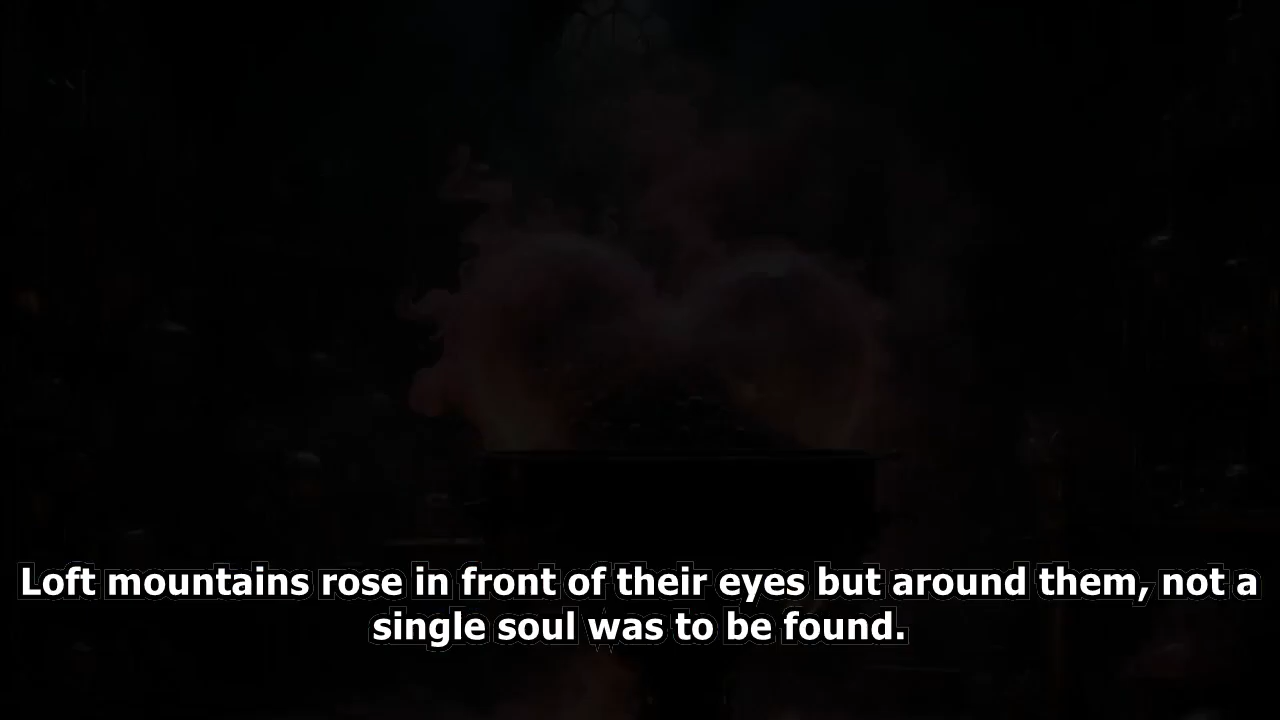 Loft mountains rose in front of their eyes but around them, not a
single soul was to be found.